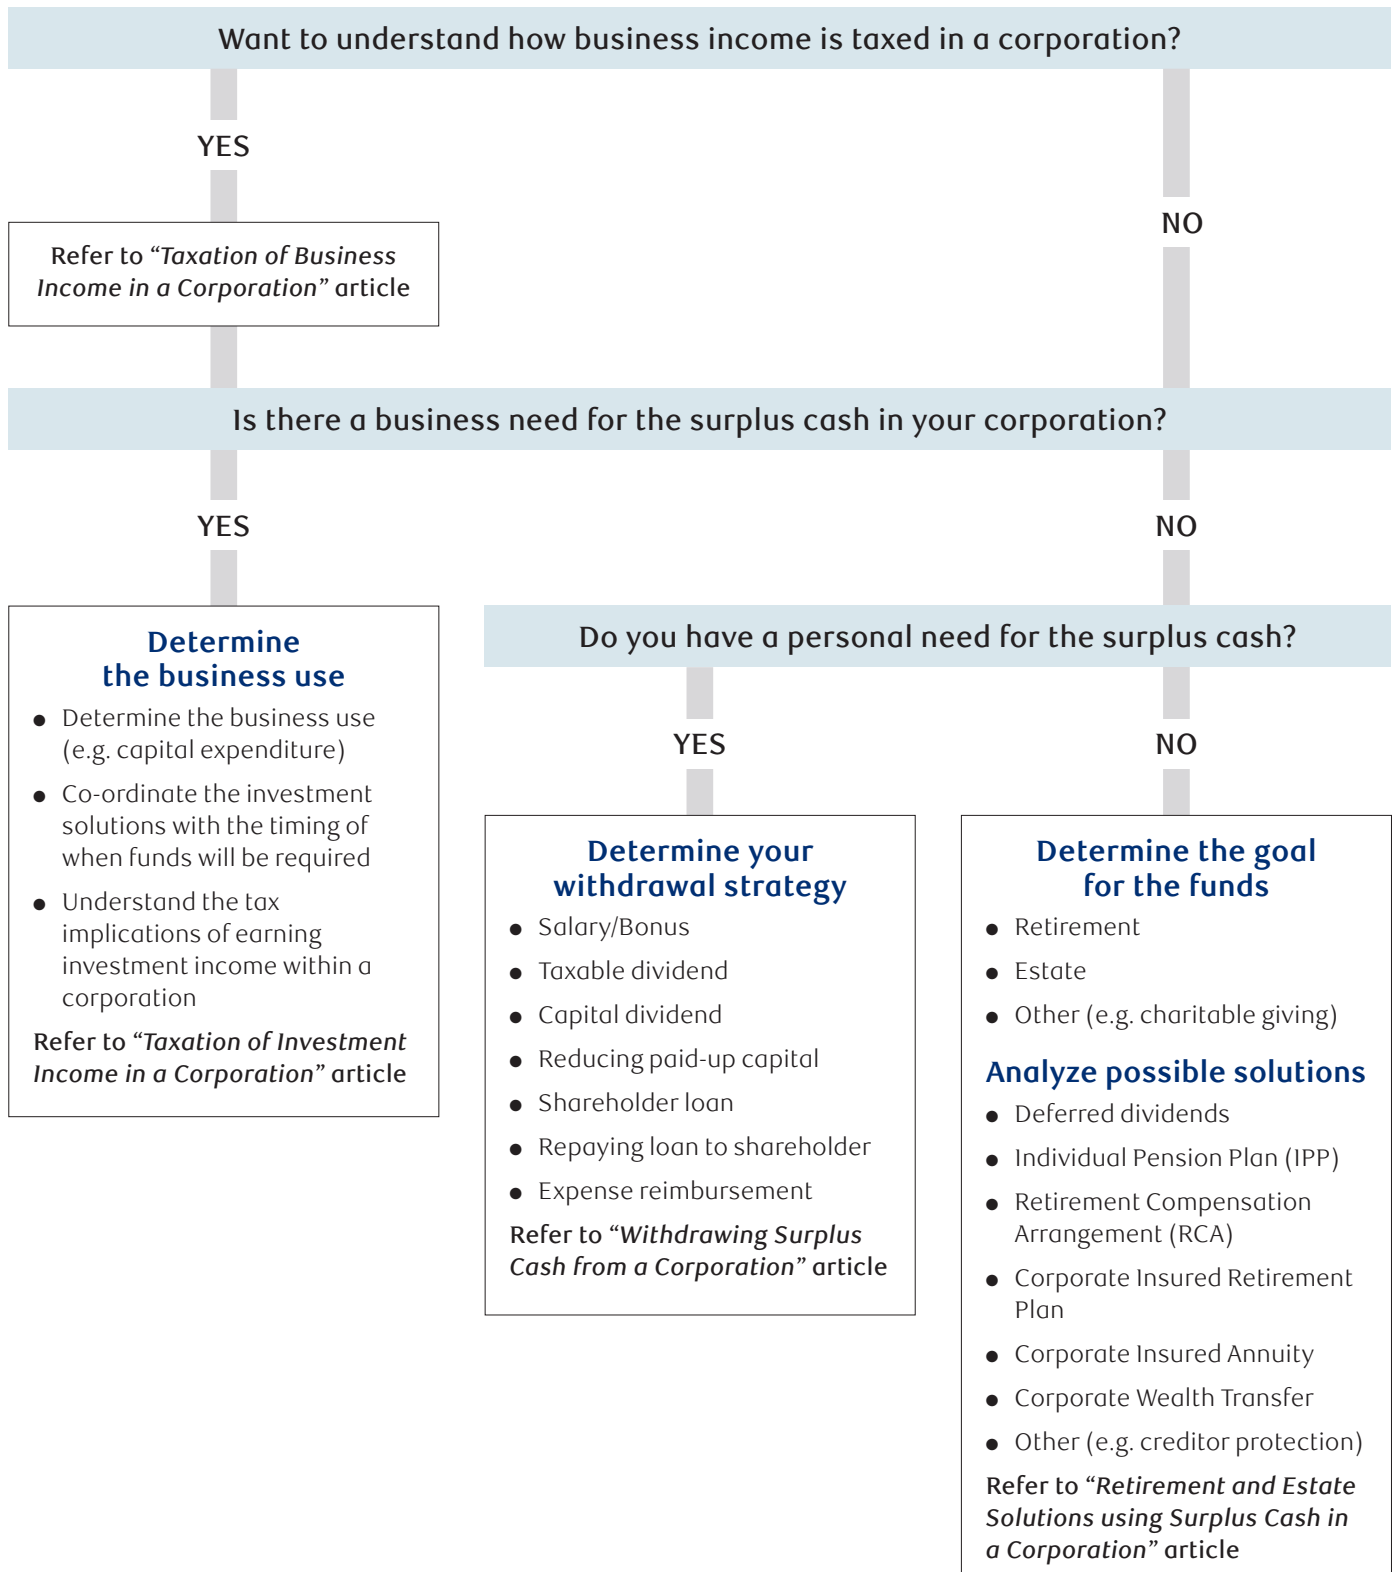 Want to understand how business income is taxed in a corporation?
YES
NO
Refer to “Taxation of Business
Income in a Corporation” article
Is there a business need for the surplus cash in your corporation?
YES
NO
Determine
the business use
● Determine the business use
(e.g. capital expenditure)
● Co-ordinate the investment
solutions with the timing of
when funds will be required
● Understand the tax
implications of earning
investment income within a
corporation
Refer to “Taxation of Investment
Income in a Corporation” article
Do you have a personal need for the surplus cash?
YES
NO
Determine your
withdrawal strategy
● Salary/Bonus
● Taxable dividend
● Capital dividend
● Reducing paid-up capital
● Shareholder loan
● Repaying loan to shareholder
● Expense reimbursement
Refer to “Withdrawing Surplus
Cash from a Corporation” article
Determine the goal
for the funds
● Retirement
● Estate
● Other (e.g. charitable giving)
Analyze possible solutions
● Deferred dividends
● Individual Pension Plan (IPP)
● Retirement Compensation
Arrangement (RCA)
● Corporate Insured Retirement
Plan
● Corporate Insured Annuity
● Corporate Wealth Transfer
● Other (e.g. creditor protection)
Refer to “Retirement and Estate
Solutions using Surplus Cash in
a Corporation” article